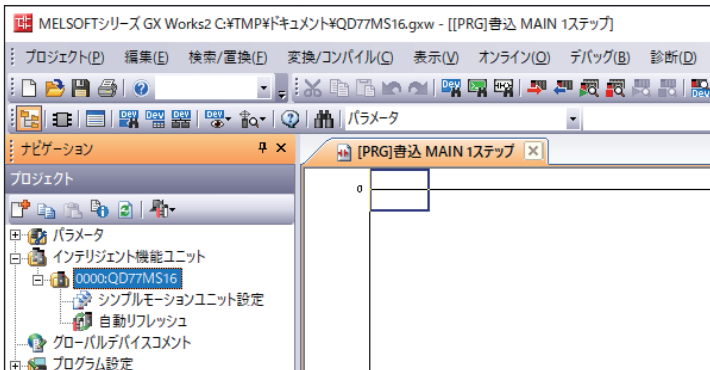 MELSOFTシリーズ GX Works2 C:¥TMP¥ドキュメント¥QD77MS16.gxw - [[PRG]書込 MAIN 1ステップ]
プロジェクト(P) 編集(E) 検索/置換(F) 変換/コンパイル(C) 表示(V) オンライン(O) デバッグ(B) 診断(D)
パラメータ
ナビゲーション
[PRG]書込 MAIN 1ステップ
プロジェクト
0
パラメータ
インテリジェント機能ユニット
0000:QD77MS16
シンプルモーションユニット設定
自動リフレッシュ
グローバルデバイスコメント
プログラム設定